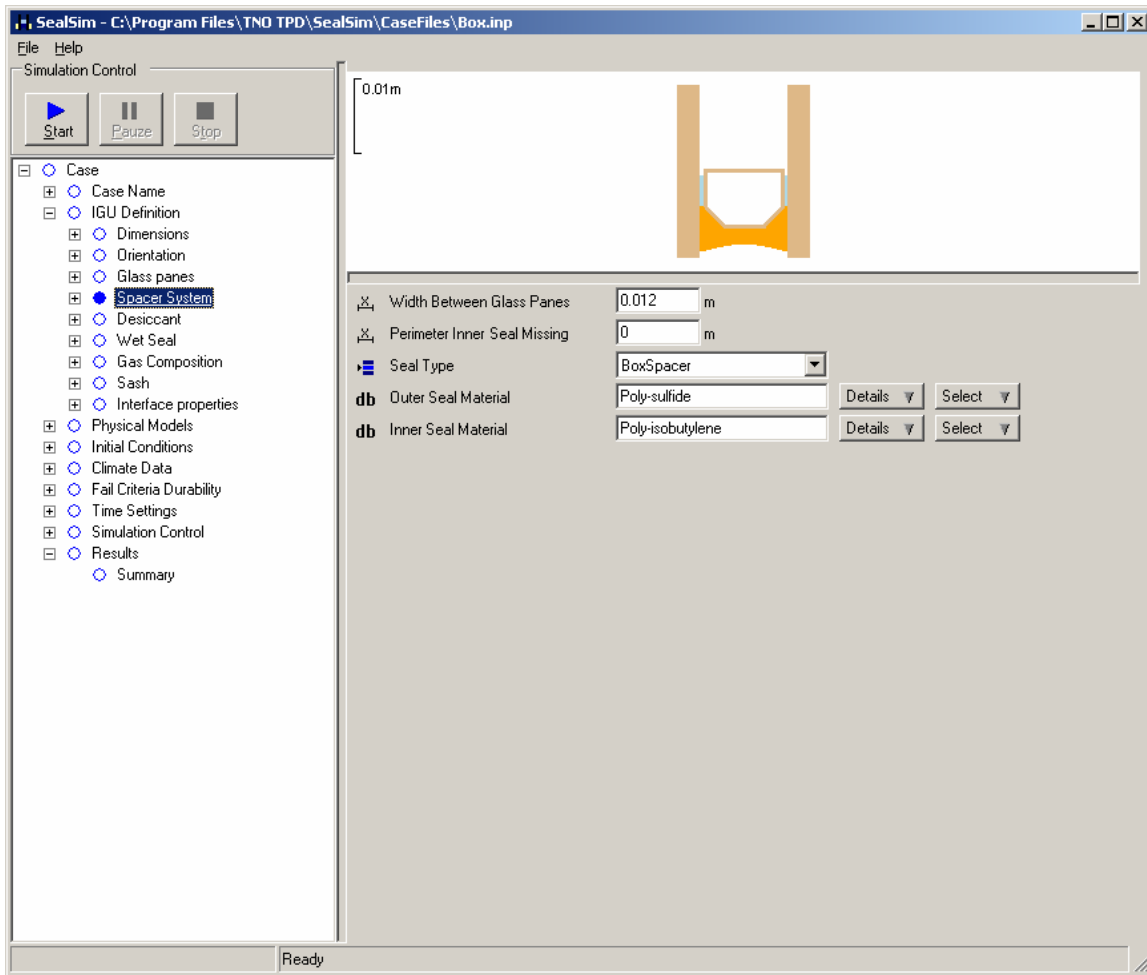 SealSim - C:\Program Files\TNO TPD\SealSim\CaseFiles\Box.inp
File Help
Simulation Control
Start
Pauze
Stop
Case
Case Name
IGU Definition
Dimensions
Orientation
Glass panes
Spacer System
Desiccant
Wet Seal
Gas Composition
Sash
Interface properties
Physical Models
Initial Conditions
Climate Data
Fail Criteria Durability
Time Settings
Simulation Control
Results
Summary
0.01m
X Width Between Glass Panes 0.012 m
X Perimeter Inner Seal Missing 0 m
Seal Type BoxSpacer
db Outer Seal Material Poly-sulfide Details Select
db Inner Seal Material Poly-isobutylene Details Select
Ready